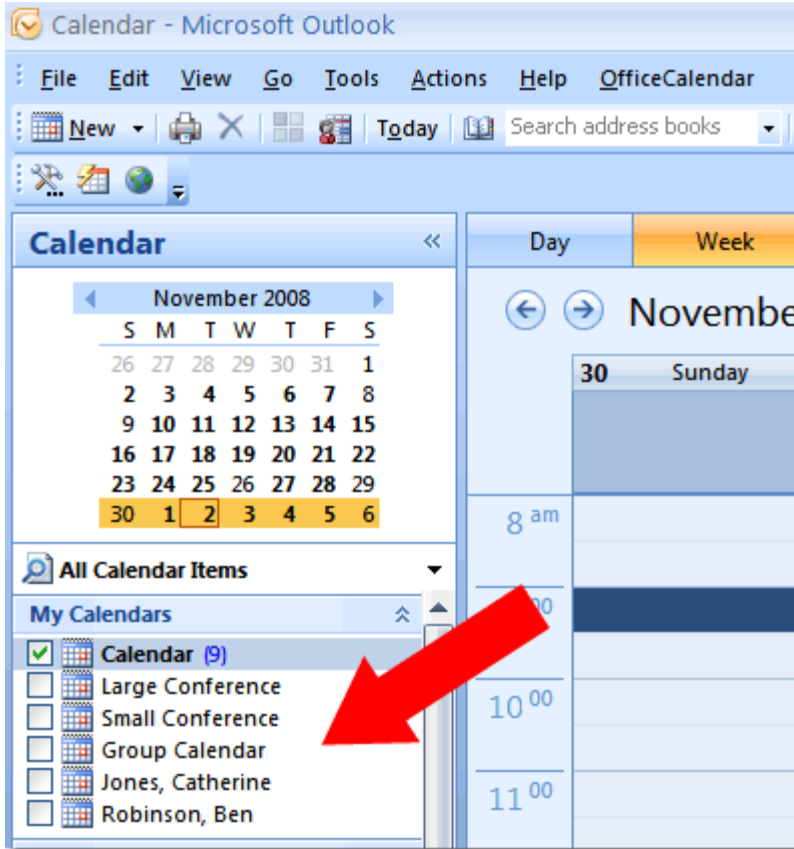 Calendar - Microsoft Outlook
File Edit View Go Tools Actions Help OfficeCalendar
New Today Search address books
Calendar «
Day Week
November 2008
S M T W T F S
26 27 28 29 30 31 1
2 3 4 5 6 7 8
9 10 11 12 13 14 15
16 17 18 19 20 21 22
23 24 25 26 27 28 29
30 1 2 3 4 5 6
Novembe
30 Sunday
8 am
All Calendar Items
My Calendars
00
Calendar (9)
Large Conference
Small Conference
Group Calendar
Jones, Catherine
Robinson, Ben
10 00
11 00